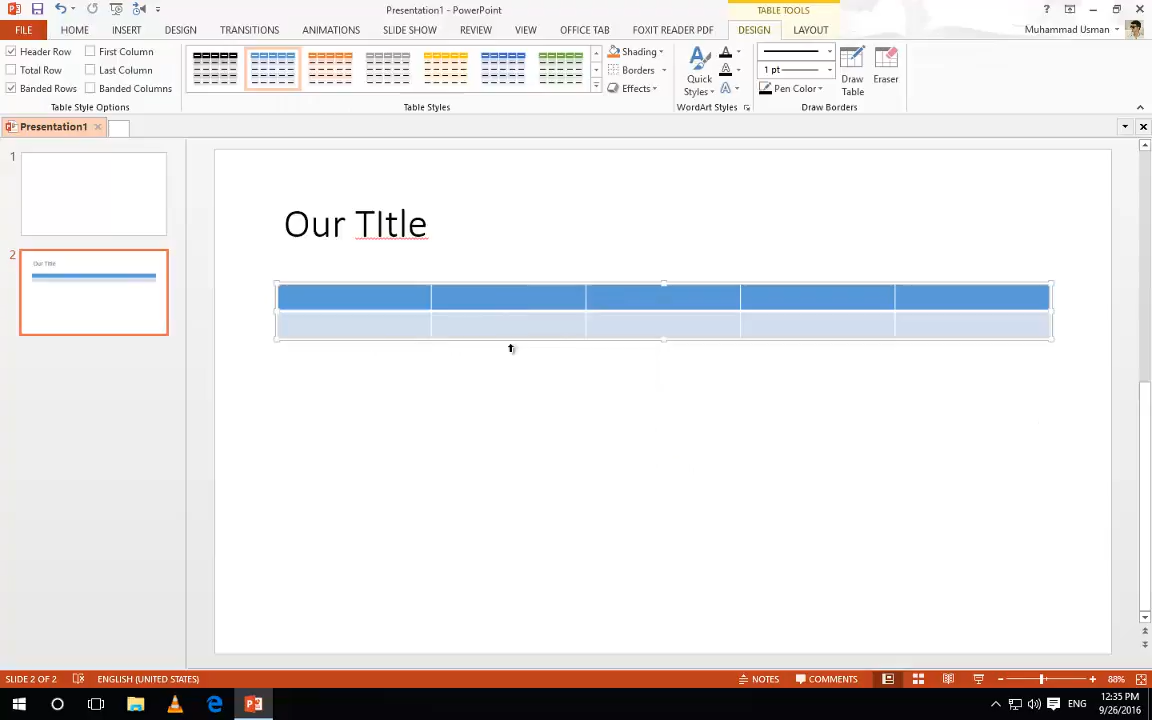 Presentation1 - PowerPoint
TABLE TOOLS
FILE HOME INSERT DESIGN TRANSITIONS ANIMATIONS SLIDE SHOW REVIEW VIEW OFFICE TAB FOXIT READER PDF DESIGN LAYOUT Muhammad Usman
Header Row First Column
Total Row Last Column
Banded Rows Banded Columns
Table Style Options
Shading
Borders
Effects
Table Styles
Quick
Styles
WordArt Styles
1 pt
Pen Color
Draw
Table
Eraser
Draw Borders
Presentation1
1
2
Our TItle
Our TItle
SLIDE 2 OF 2 ENGLISH (UNITED STATES) NOTES COMMENTS 88%
ENG
12:35 PM
9/26/2016